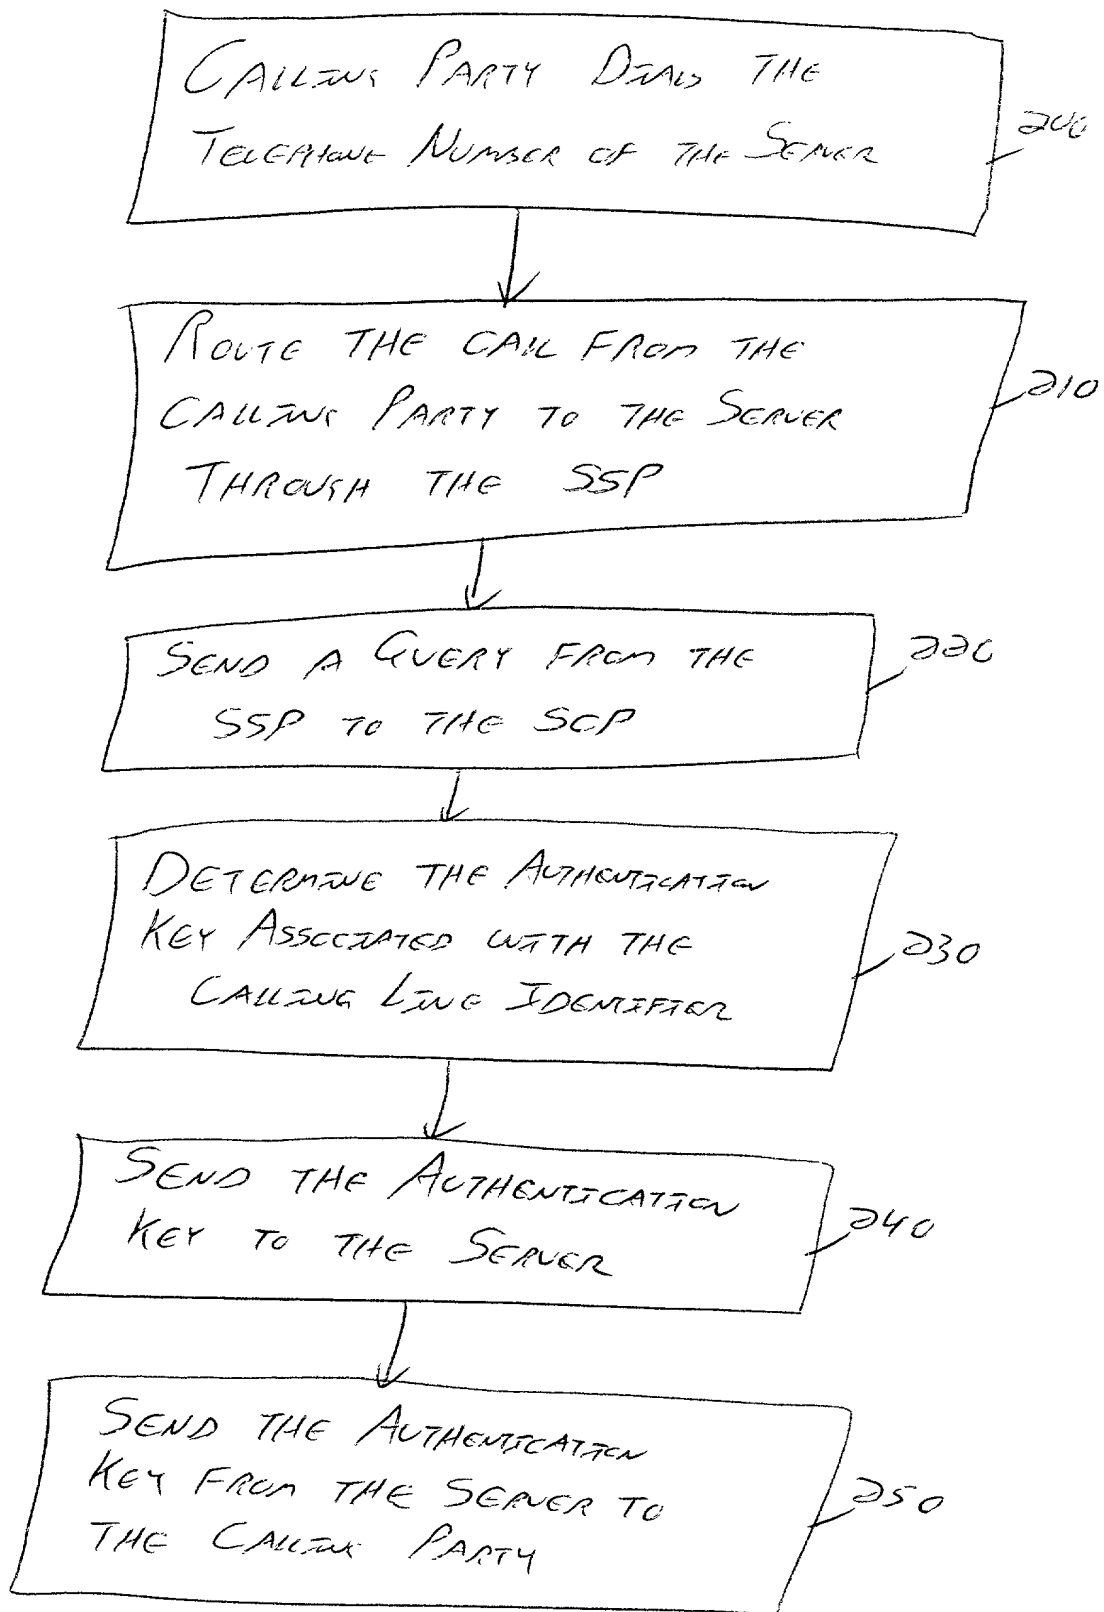 CALLING PARTY DIALS THE
TELEPHONE NUMBER OF THE SERVER
200
ROUTE THE CALL FROM THE
CALLING PARTY TO THE SERVER
THROUGH THE SSP
210
SEND A QUERY FROM THE
SSP TO THE SCP
220
DETERMINE THE AUTHENTICATION
KEY ASSOCIATED WITH THE
CALLING LINE IDENTIFIER
230
SEND THE AUTHENTICATION
KEY TO THE SERVER
240
SEND THE AUTHENTICATION
KEY FROM THE SERVER TO
THE CALLING PARTY
250